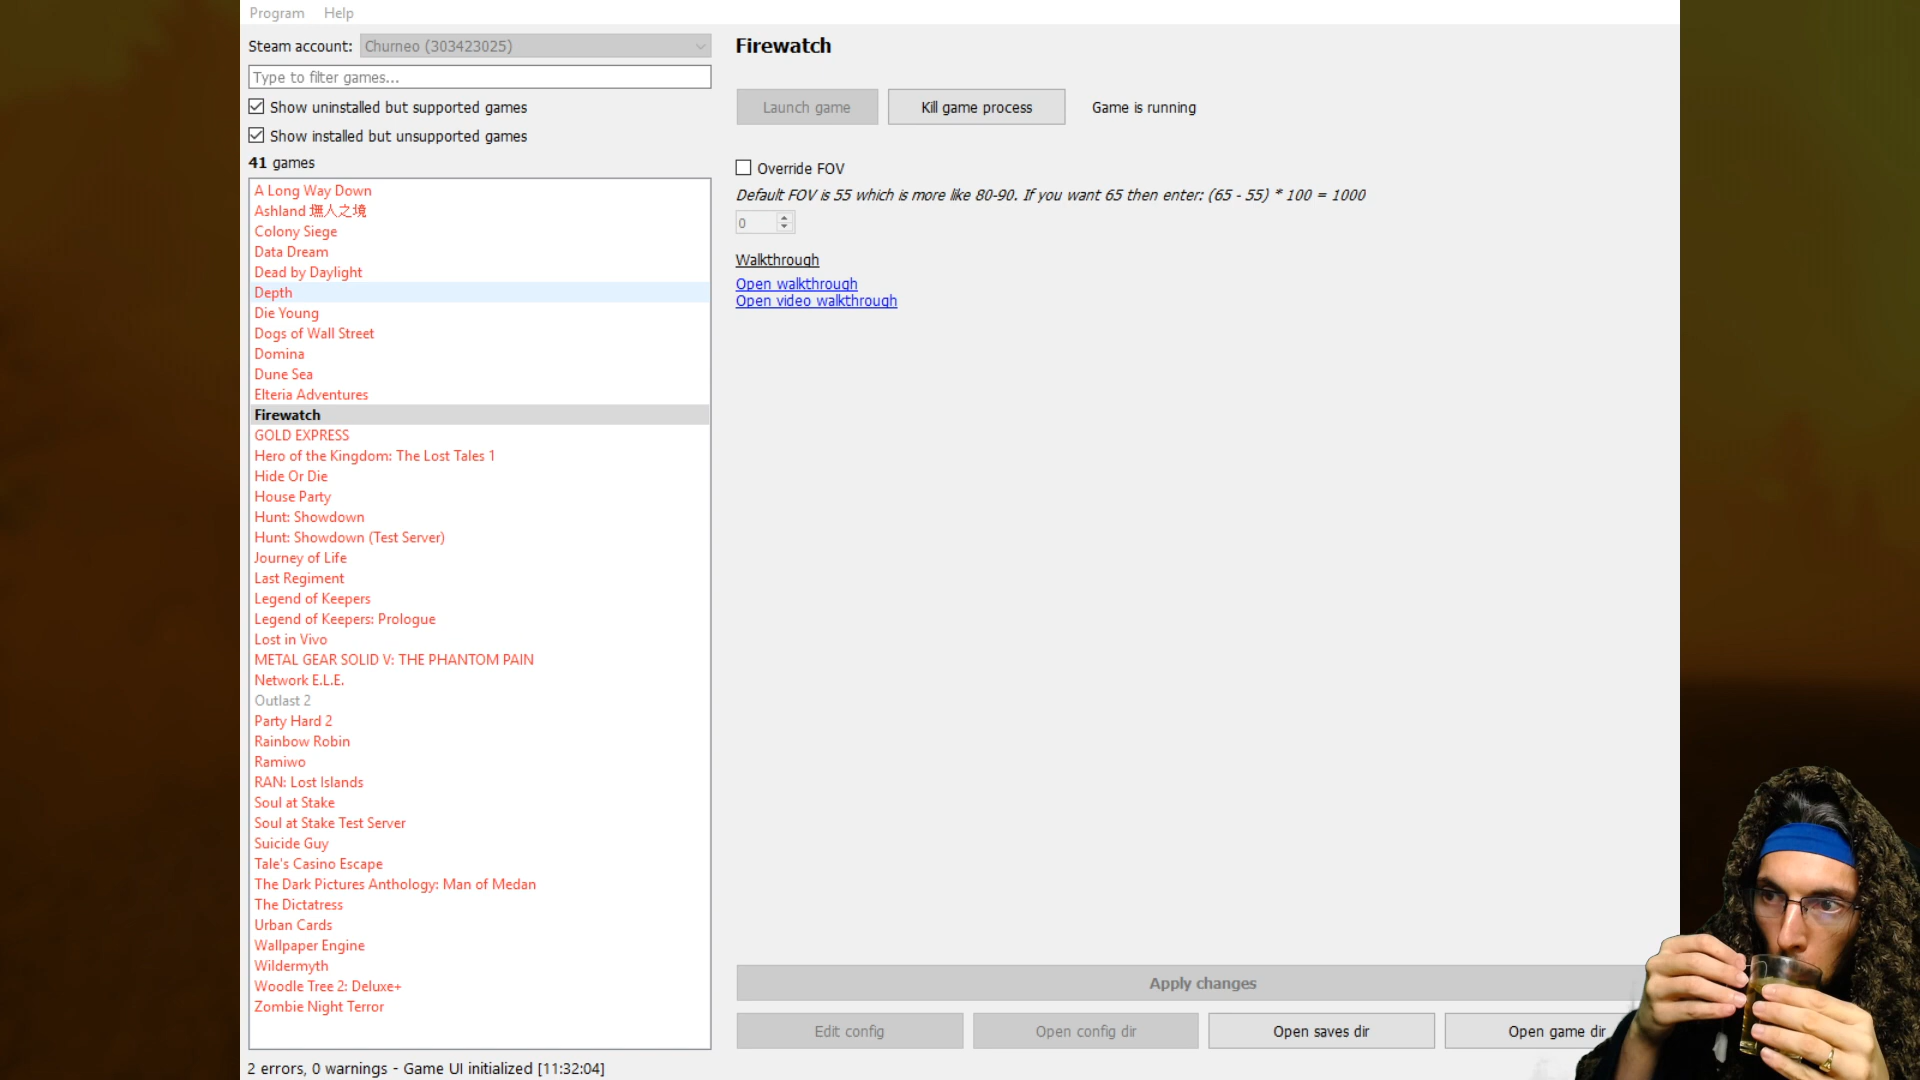 Program Help
Steam account: Churneo (303423025)
Type to filter games...
Show uninstalled but supported games
Show installed but unsupported games
41 games
A Long Way Down
Ashland 墲人之境
Colony Siege
Data Dream
Dead by Daylight
Depth
Die Young
Dogs of Wall Street
Domina
Dune Sea
Elteria Adventures
Firewatch
GOLD EXPRESS
Hero of the Kingdom: The Lost Tales 1
Hide Or Die
House Party
Hunt: Showdown
Hunt: Showdown (Test Server)
Journey of Life
Last Regiment
Legend of Keepers
Legend of Keepers: Prologue
Lost in Vivo
METAL GEAR SOLID V: THE PHANTOM PAIN
Network E.L.E.
Outlast 2
Party Hard 2
Rainbow Robin
Ramiwo
RAN: Lost Islands
Soul at Stake
Soul at Stake Test Server
Suicide Guy
Tale's Casino Escape
The Dark Pictures Anthology: Man of Medan
The Dictatress
Urban Cards
Wallpaper Engine
Wildermyth
Woodle Tree 2: Deluxe+
Zombie Night Terror
2 errors, 0 warnings - Game UI initialized [11:32:04]
Firewatch
Launch game Kill game process Game is running
Override FOV
Default FOV is 55 which is more like 80-90. If you want 65 then enter: (65 - 55) * 100 = 1000
0
Walkthrough
Open walkthrough
Open video walkthrough
Apply changes
Edit config Open config dir Open saves dir Open game dir